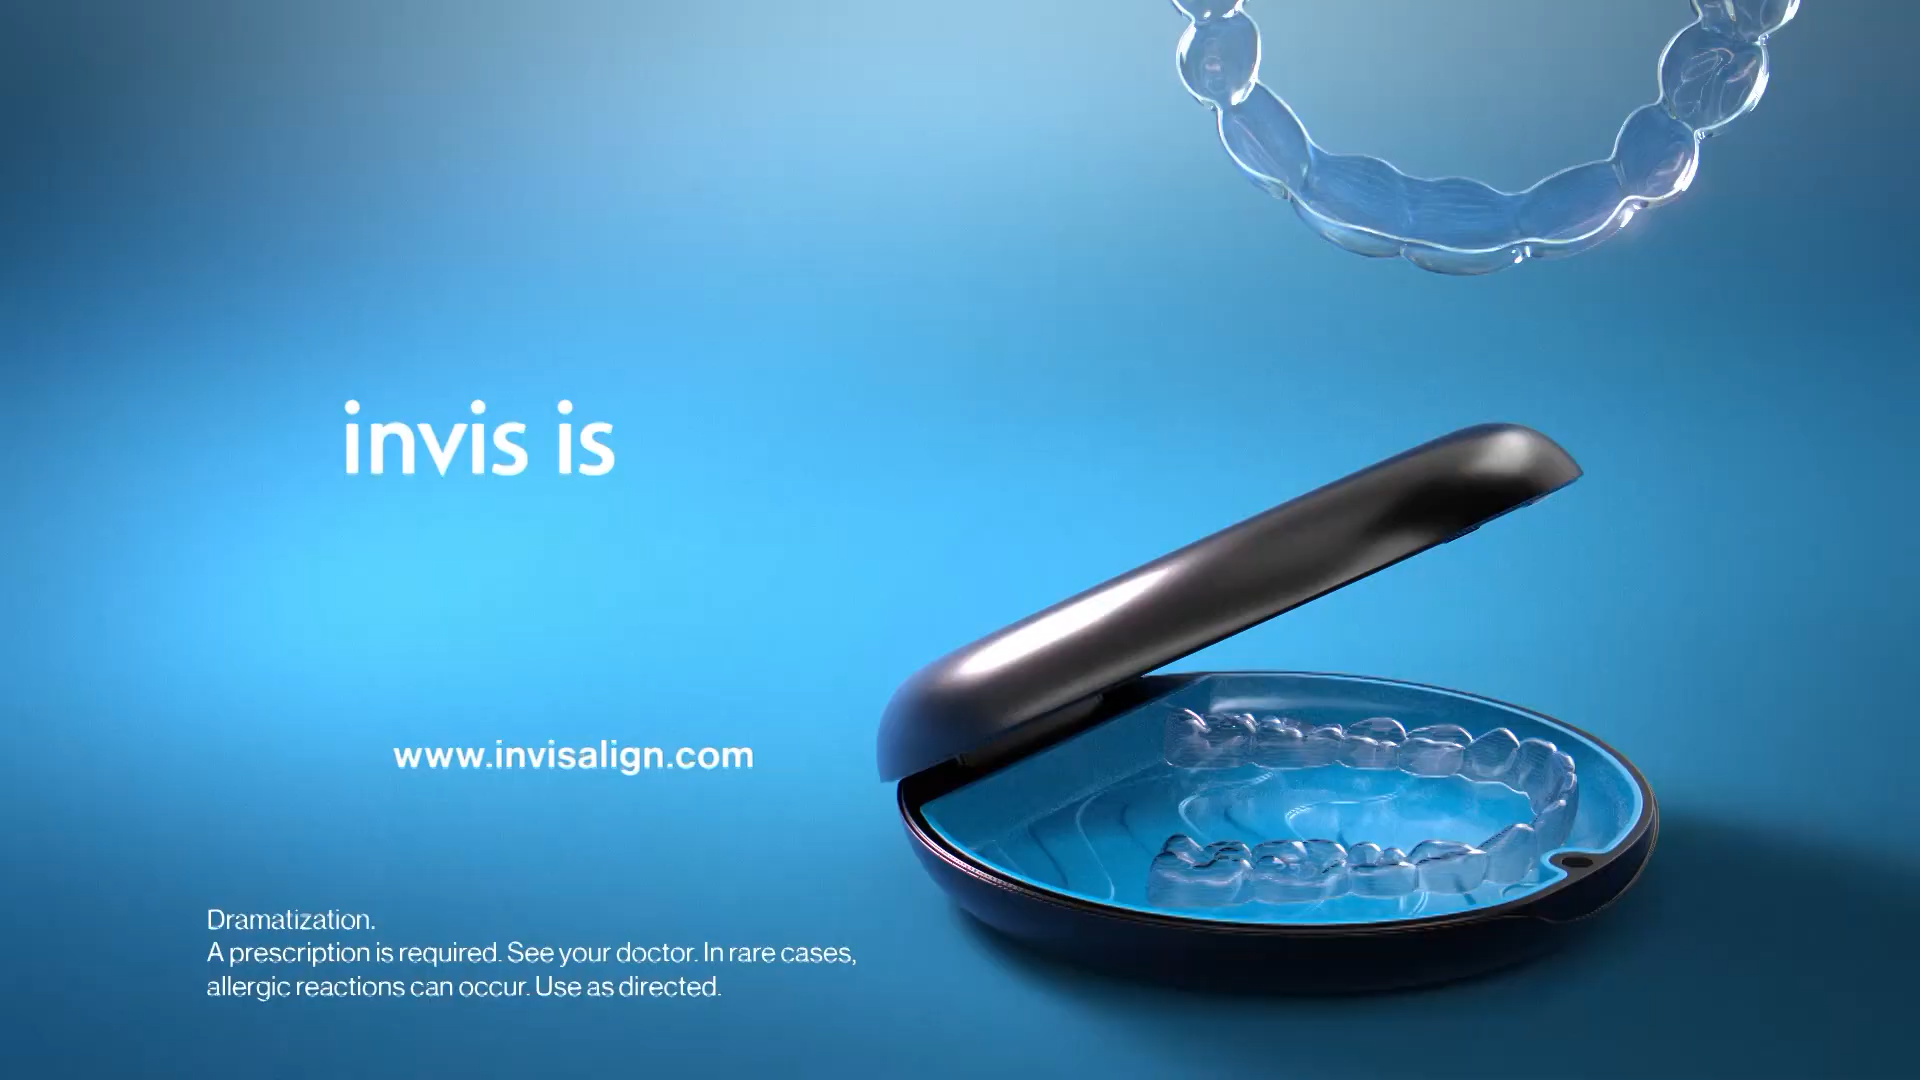 invis is
www.invisalign.com
Dramatization.
A prescription is required. See your doctor. In rare cases,
allergic reactions can occur. Use as directed.